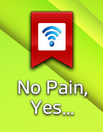 No Pain,
Yes...